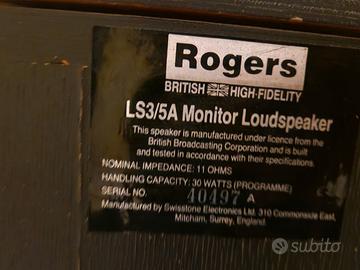 Rogers
BRITISH HIGH-FIDELITY
LS3/5A Monitor Loudspeaker
This speaker is manufactured under licence from the
British Broadcasting Corporation and is built
and tested in accordance with their specifications.
NOMINAL IMPEDANCE: 11 OHMS
HANDLING CAPACITY: 30 WATTS (PROGRAMME)
SERIAL NO. 40497 A
Manufactured by Swisstone Electronics Ltd, 310 Commonside East,
Mitcham, Surrey, England.
subito